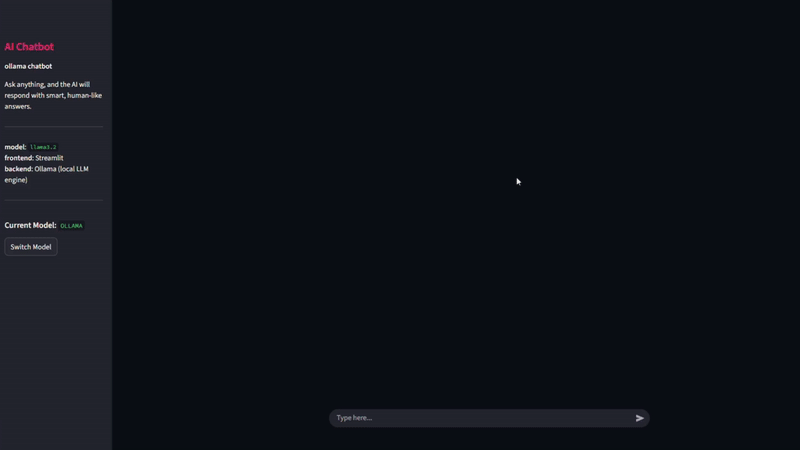 AI Chatbot
ollama chatbot
Ask anything, and the AI will
respond with smart, human-like
answers.
model: llama3.2
frontend: Streamlit
backend: Ollama (local LLM
engine)
Current Model: OLLAMA
Switch Model
Type here...